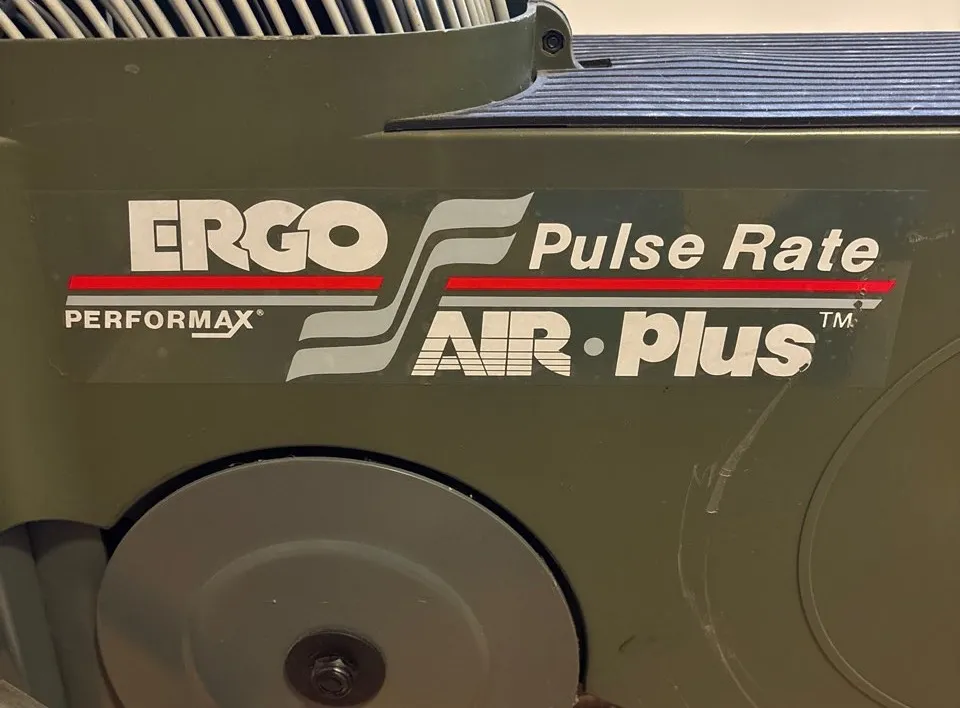 ERGO
PERFORMAX®
Pulse Rate
AIR · Plus™